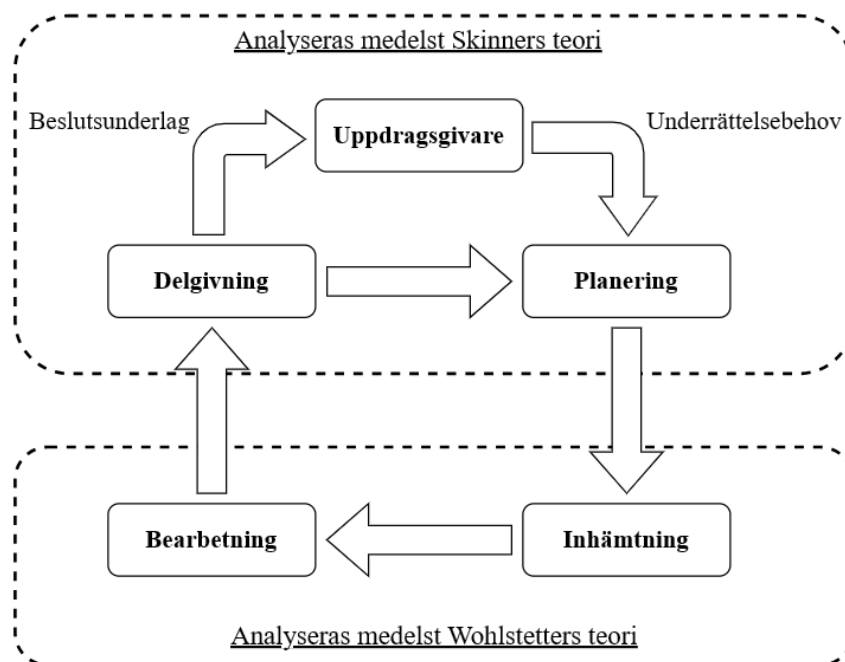 Analyseras medelst Skinners teori
Beslutsunderlag
Uppdragsgivare
Underrättelsebehov
Delgivning
Planering
Bearbetning
Inhämtning
Analyseras medelst Wohlstetters teori